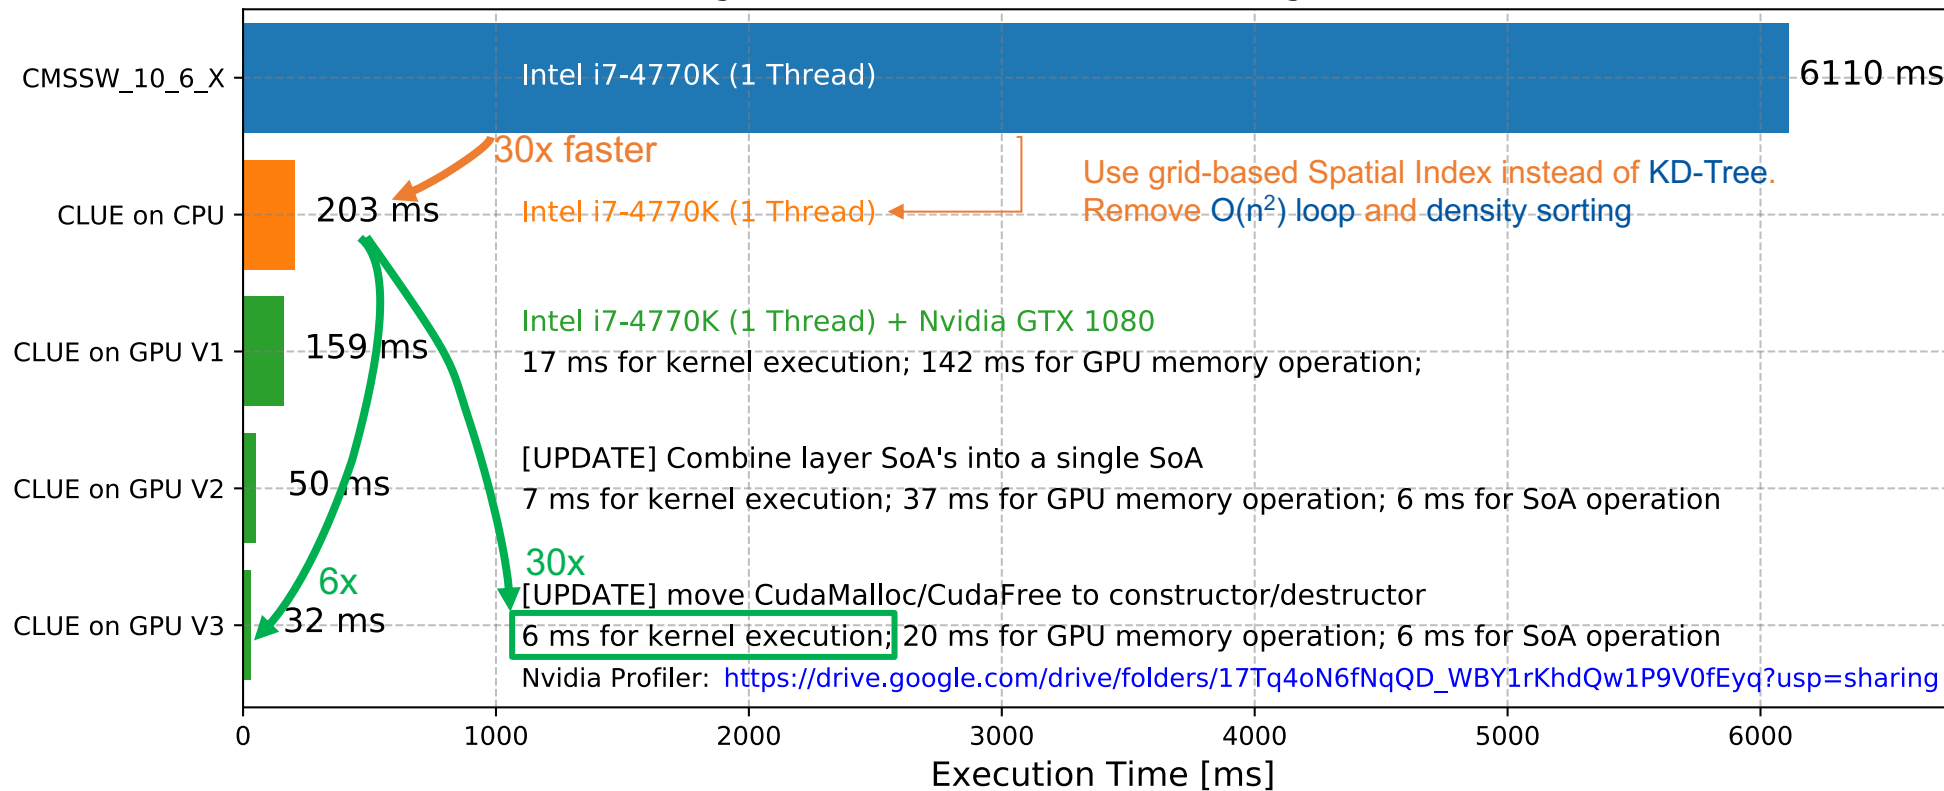 CMSSW_10_6_X
Intel i7-4770K (1 Thread)
6110 ms
30x faster
Use grid-based Spatial Index instead of KD-Tree.
Remove O(n²) loop and density sorting
CLUE on CPU
203 ms
Intel i7-4770K (1 Thread)
Intel i7-4770K (1 Thread) + Nvidia GTX 1080
CLUE on GPU V1
159 ms
17 ms for kernel execution; 142 ms for GPU memory operation;
[UPDATE] Combine layer SoA's into a single SoA
CLUE on GPU V2
50 ms
7 ms for kernel execution; 37 ms for GPU memory operation; 6 ms for SoA operation
6x
30x
[UPDATE] move CudaMalloc/CudaFree to constructor/destructor
CLUE on GPU V3
32 ms
6 ms for kernel execution; 20 ms for GPU memory operation; 6 ms for SoA operation
Nvidia Profiler: https://drive.google.com/drive/folders/17Tq4oN6fNqQD_WBY1rKhdQw1P9V0fEyq?usp=sharing
0 1000 2000 3000 4000 5000 6000
Execution Time [ms]